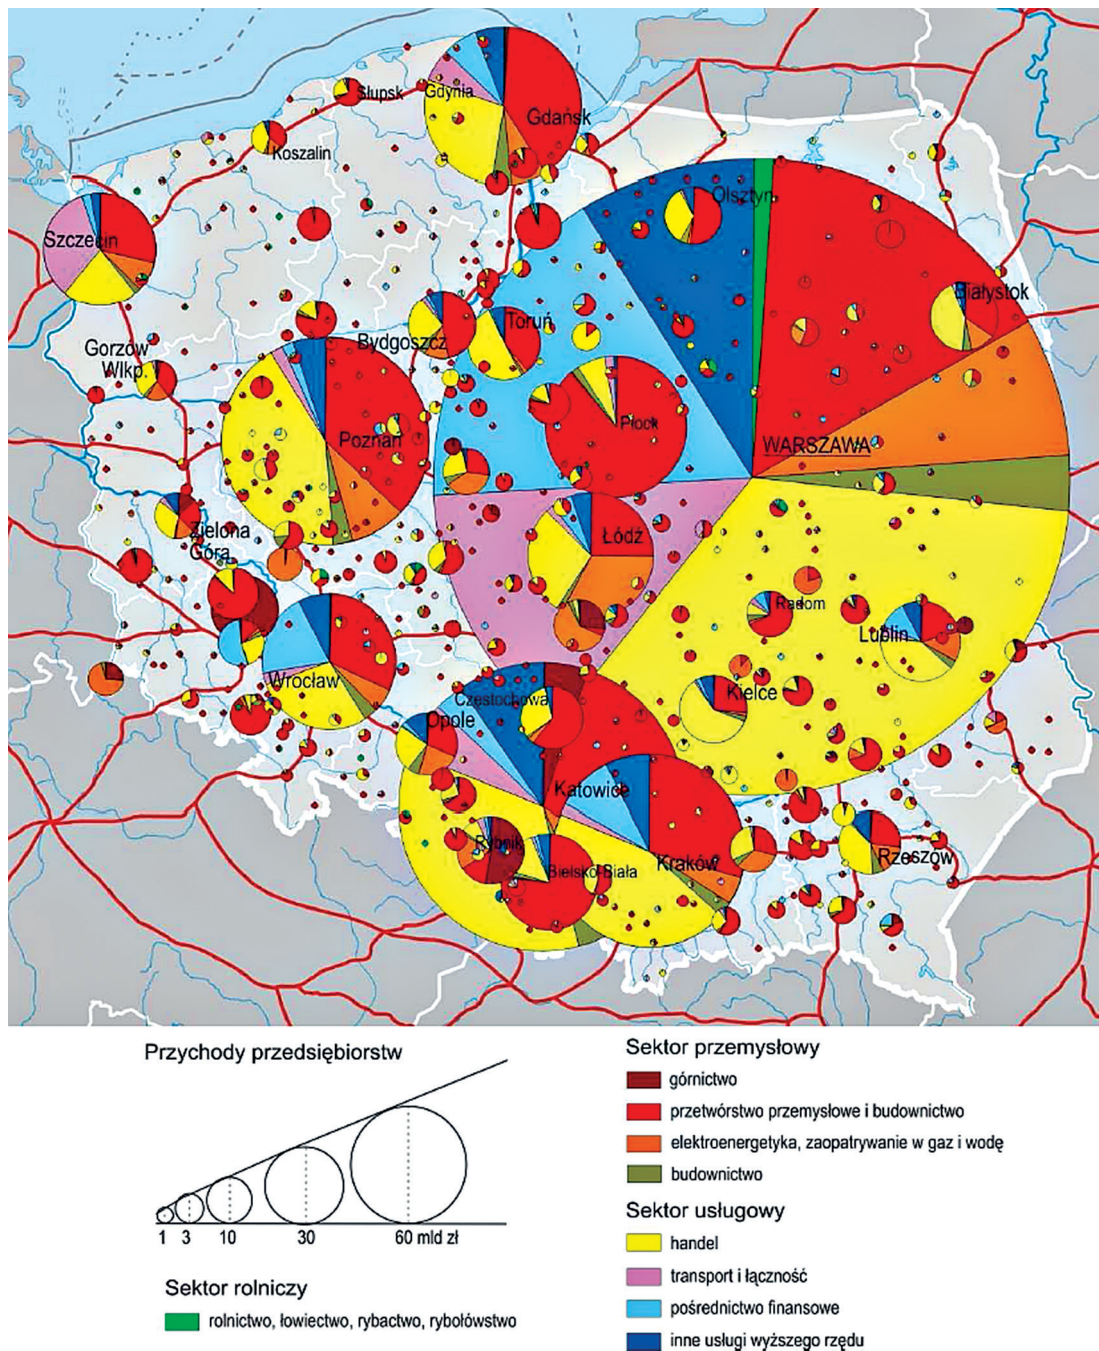 Słupsk
Gdynia
Gdańsk
Koszalin
Olsztyn
Szczecin
Białystok
Toruń
Bydgoszcz
Gorzów
Wlkp.
Płock
Poznań
WARSZAWA
Zielona
Góra
Łódź
Radom
Lublin
Wrocław
Kielce
Częstochowa
Opole
Katowice
Rybnik
Bielsko-Biała
Kraków
Rzeszów
Przychody przedsiębiorstw
1 3 10 30 60 mld zł
Sektor rolniczy
rolnictwo, łowiectwo, rybactwo, rybołówstwo
Sektor przemysłowy
górnictwo
przetwórstwo przemysłowe i budownictwo
elektroenergetyka, zaopatrywanie w gaz i wodę
budownictwo
Sektor usługowy
handel
transport i łączność
pośrednictwo finansowe
inne usługi wyższego rzędu